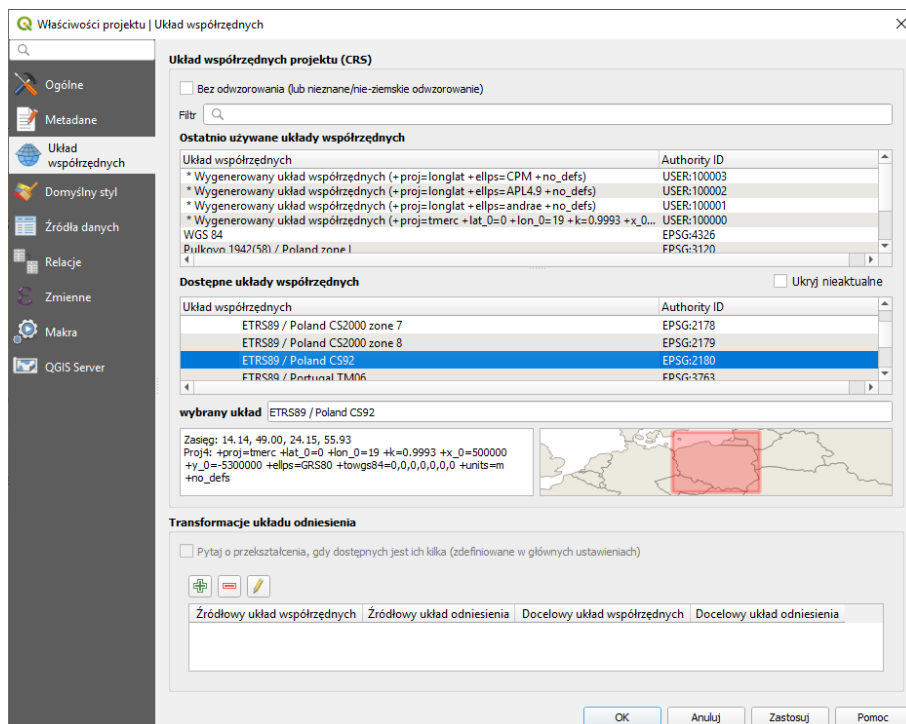 Właściwości projektu | Układ współrzędnych
Ogólne
Metadane
Układ
współrzędnych
Domyślny styl
Źródła danych
Relacje
Zmienne
Makra
QGIS Server
Układ współrzędnych projektu (CRS)
Bez odwzorowania (lub nieznane/nie-ziemskie odwzorowanie)
Filtr
Ostatnio używane układy współrzędnych
Układ współrzędnych Authority ID
* Wygenerowany układ współrzędnych (+proj=longlat +ellps=CPM +no_defs) USER:100003
* Wygenerowany układ współrzędnych (+proj=longlat +ellps=APL4.9 +no_defs) USER:100002
* Wygenerowany układ współrzędnych (+proj=longlat +ellps=andrae +no_defs) USER:100001
* Wygenerowany układ współrzędnych (+proj=tmerc +lat_0=0 +lon_0=19 +k=0.9993 +x_0... USER:100000
WGS 84 EPSG:4326
Pulkovo 1942(58) / Poland zone I EPSG:3120
Dostępne układy współrzędnych
Ukryj nieaktualne
Układ współrzędnych Authority ID
ETRS89 / Poland CS2000 zone 7 EPSG:2178
ETRS89 / Poland CS2000 zone 8 EPSG:2179
ETRS89 / Poland CS92 EPSG:2180
ETRS89 / Portugal TM06 EPSG:3763
wybrany układ ETRS89 / Poland CS92
Zasięg: 14.14, 49.00, 24.15, 55.93
Proj4: +proj=tmerc +lat_0=0 +lon_0=19 +k=0.9993 +x_0=500000
+y_0=-5300000 +ellps=GRS80 +towgs84=0,0,0,0,0,0,0 +units=m
+no_defs
Transformacje układu odniesienia
Pytaj o przekształcenia, gdy dostępnych jest ich kilka (zdefiniowane w głównych ustawieniach)
Źródłowy układ współrzędnych Źródłowy układ odniesienia Docelowy układ współrzędnych Docelowy układ odniesienia
OK Anuluj Zastosuj Pomoc